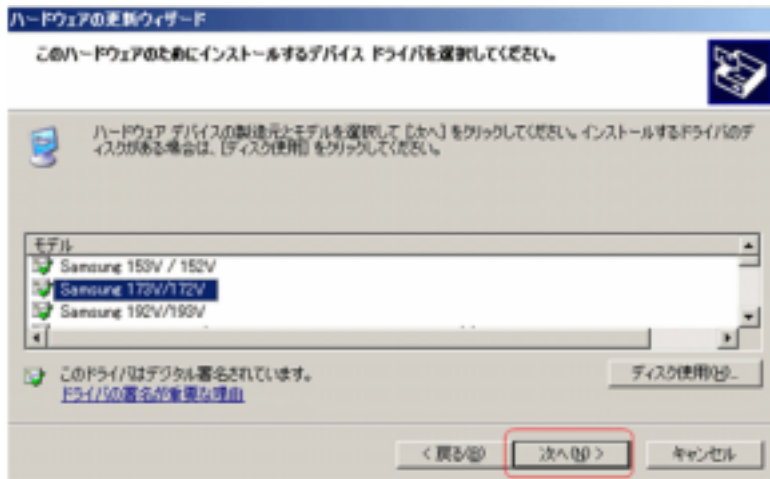 ハードウェアの更新ウィザード
このハードウェアのためにインストールするデバイス ドライバを選択してください。
ハードウェア デバイスの製造元とモデルを選択して [次へ] をクリックしてください。インストールするドライバのデ
ィスクがある場合は、[ディスク使用] をクリックしてください。
モデル
Samsung 153V / 152V
Samsung 173V/172V
Samsung 192V/193V
このドライバはデジタル署名されています。
ディスク使用(H)...
ドライバの署名が重要な理由
< 戻る(B)
次へ(N) >
キャンセル